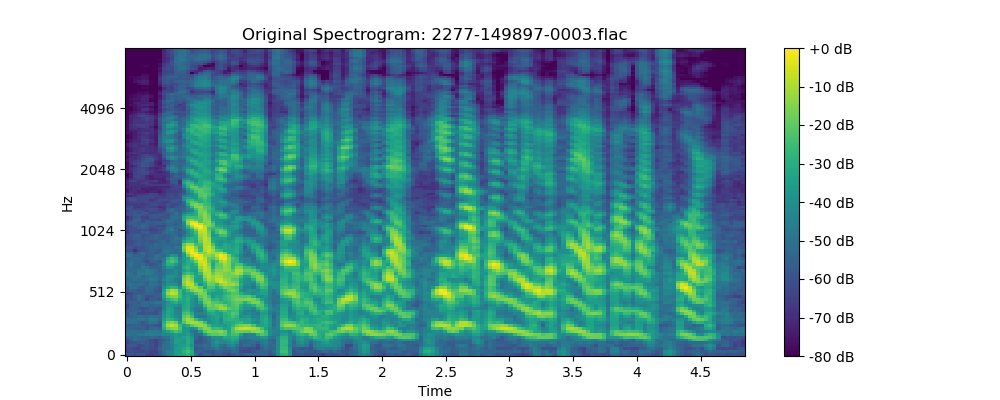 Original Spectrogram: 2277-149897-0003.flac
Hz
4096
2048
1024
512
0
0 0.5 1 1.5 2 2.5 3 3.5 4 4.5
Time
+0 dB
-10 dB
-20 dB
-30 dB
-40 dB
-50 dB
-60 dB
-70 dB
-80 dB